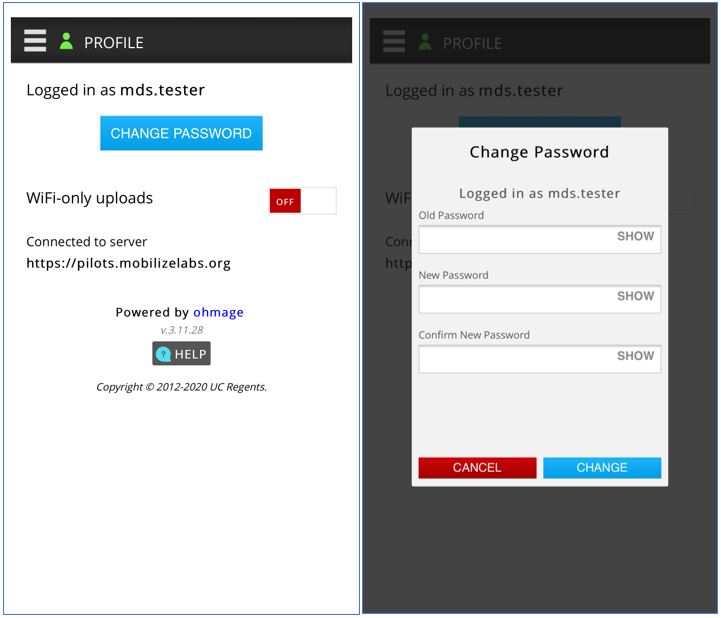 PROFILE
Logged in as mds.tester
CHANGE PASSWORD
WiFi-only uploads
OFF
Connected to server
https://pilots.mobilizelabs.org
Powered by ohmage
v.3.11.28
? HELP
Copyright © 2012-2020 UC Regents.
PROFILE
Logged in as mds.tester
WiF
Conn
http
Change Password
Logged in as mds.tester
Old Password
SHOW
New Password
SHOW
Confirm New Password
SHOW
CANCEL
CHANGE